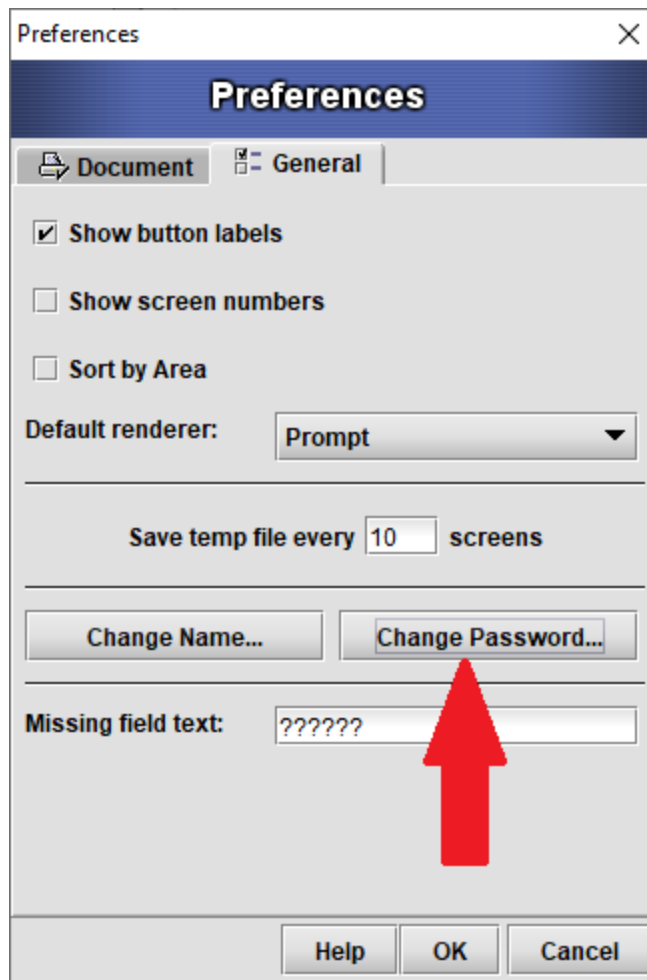 Preferences
Preferences
Document General
Show button labels
Show screen numbers
Sort by Area
Default renderer: Prompt
Save temp file every 10 screens
Change Name... Change Password...
Missing field text: ??????
Help OK Cancel